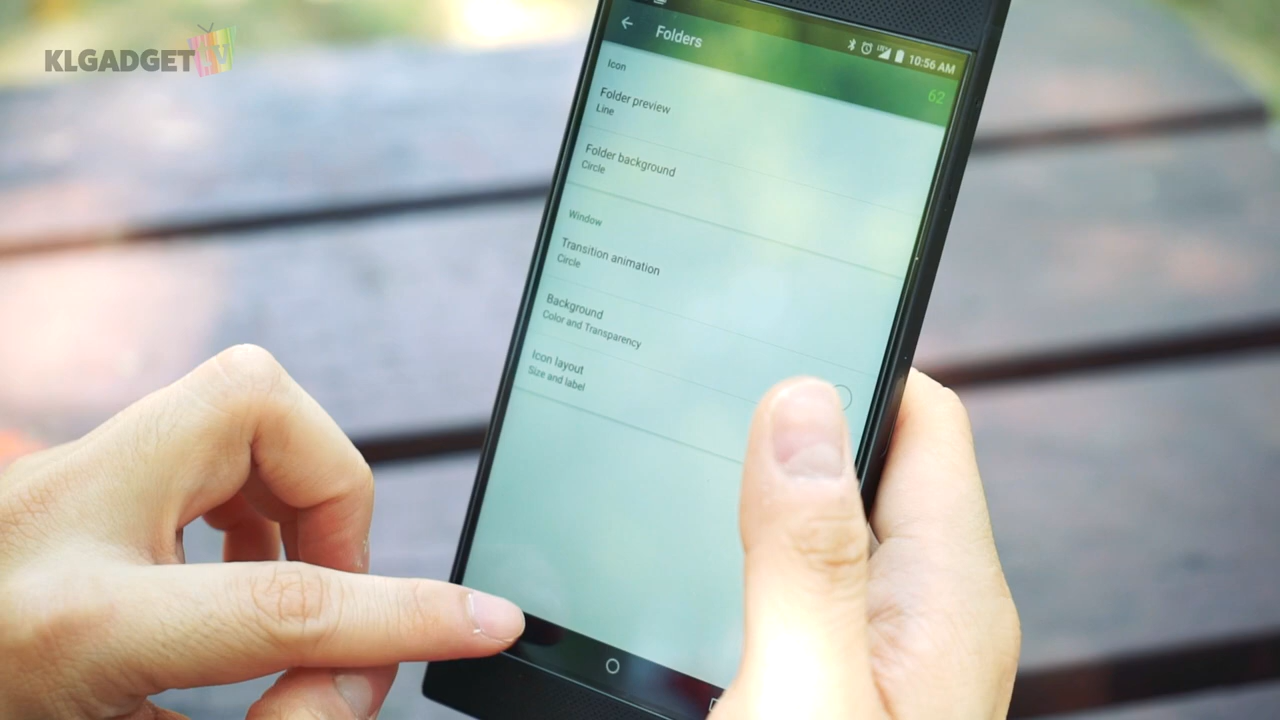 KLGADGETTV
Folders
10:56 AM
62
Icon
Folder preview
Line
Folder background
Circle
Window
Transition animation
Circle
Background
Color and Transparency
Icon layout
Size and label